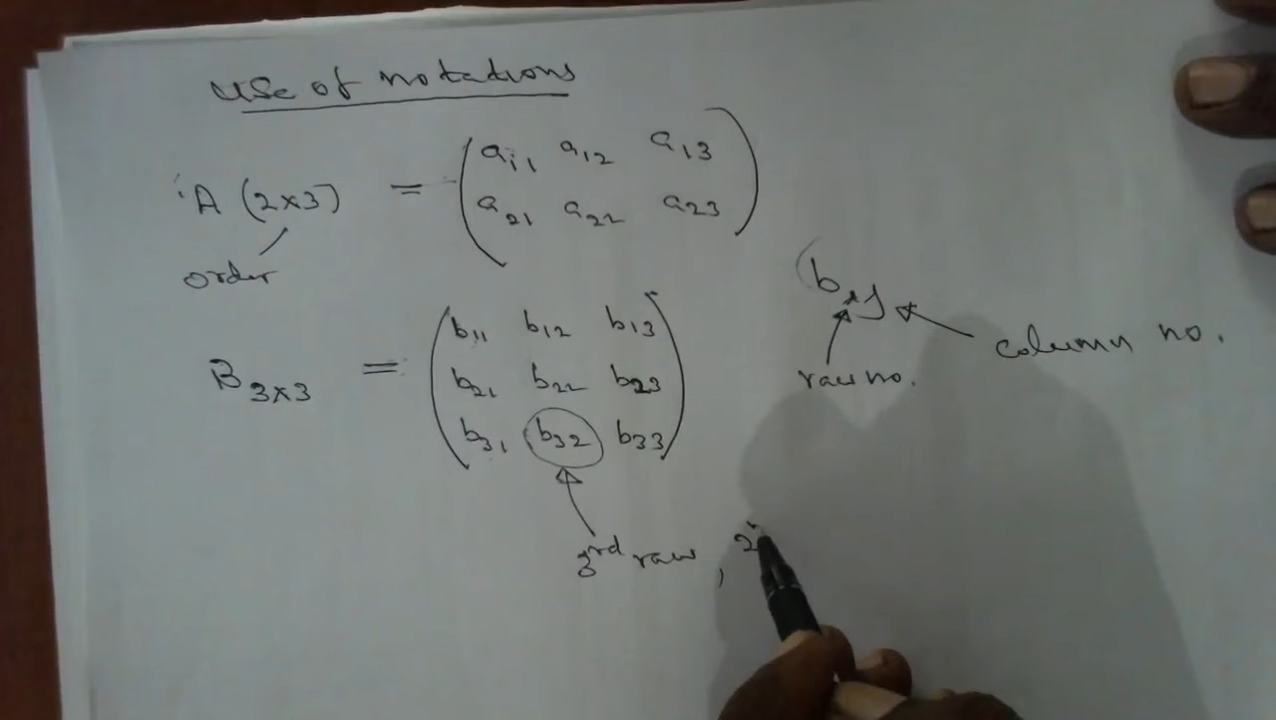 use of notations
A (2×3) = ( a11 a12 a13
a21 a22 a23 )
order
B3×3 = ( b11 b12 b13
b21 b22 b23
b31 b32 b33 )
bij
raw no.
column no.
3rd raw , 2